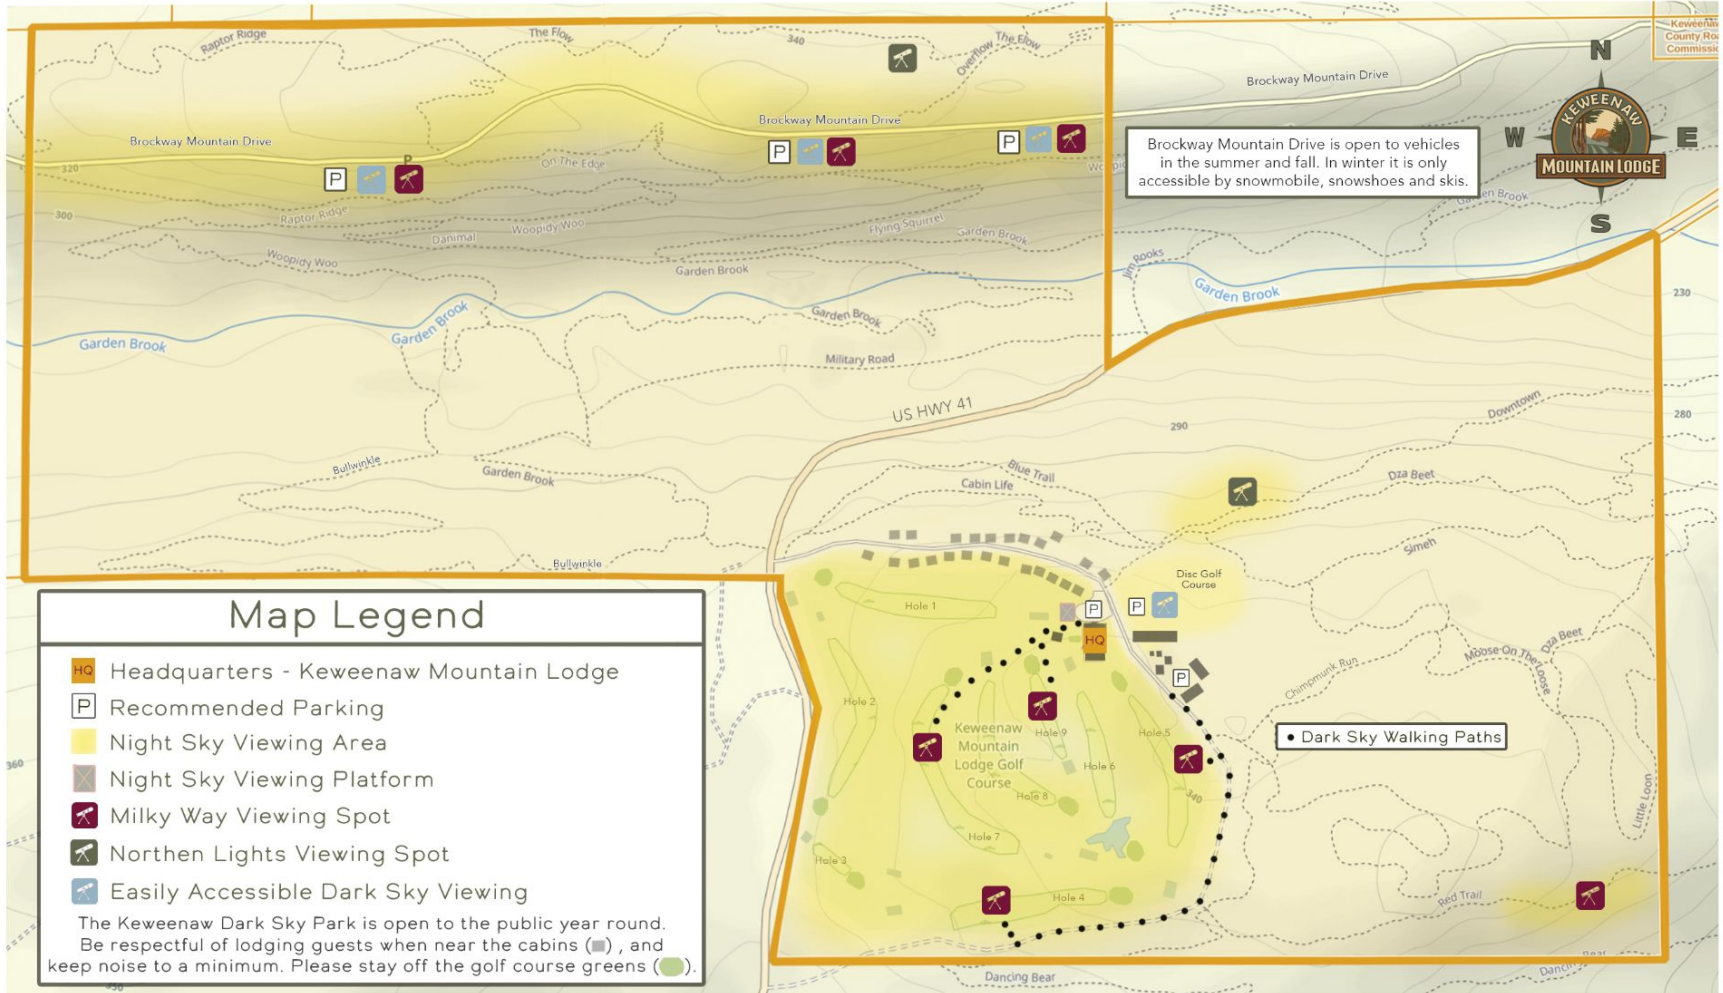 Raptor Ridge
The Flow
340
Overflow
The Flow
Keweenaw
County Roa
Commissio
N
Brockway Mountain Drive
KEWEENAW
MOUNTAIN LODGE
W
E
S
Brockway Mountain Drive
Brockway Mountain Drive
Brockway Mountain Drive is open to vehicles
in the summer and fall. In winter it is only
accessible by snowmobile, snowshoes and skis.
P
P
P
P
320
On The Edge
300
Raptor Ridge
Woopidy Woo
Danimal
Flying Squirrel
Garden Brook
Garden Brook
Woopidy Woo
Garden Brook
Jim Rooks
Garden Brook
230
Garden Brook
Garden Brook
Garden Brook
Military Road
US HWY 41
290
Downtown
280
Bullwinkle
Garden Brook
Blue Trail
Cabin Life
Dza Beet
Simeh
Bullwinkle
Disc Golf
Course
Hole 1
P
P
HQ
Dza Beet
Moose On The Loose
Chipmunk Run
P
Hole 2
Keweenaw
Mountain
Lodge Golf
Course
Hole 9
Hole 5
Hole 6
340
Hole 8
Hole 7
Hole 3
Hole 4
• Dark Sky Walking Paths
Little Loon
Red Trail
Dancing Bear
Dancing Bear
360
Map Legend
HQ Headquarters - Keweenaw Mountain Lodge
P Recommended Parking
Night Sky Viewing Area
Night Sky Viewing Platform
Milky Way Viewing Spot
Northen Lights Viewing Spot
Easily Accessible Dark Sky Viewing
The Keweenaw Dark Sky Park is open to the public year round.
Be respectful of lodging guests when near the cabins ( ) , and
keep noise to a minimum. Please stay off the golf course greens ( ).